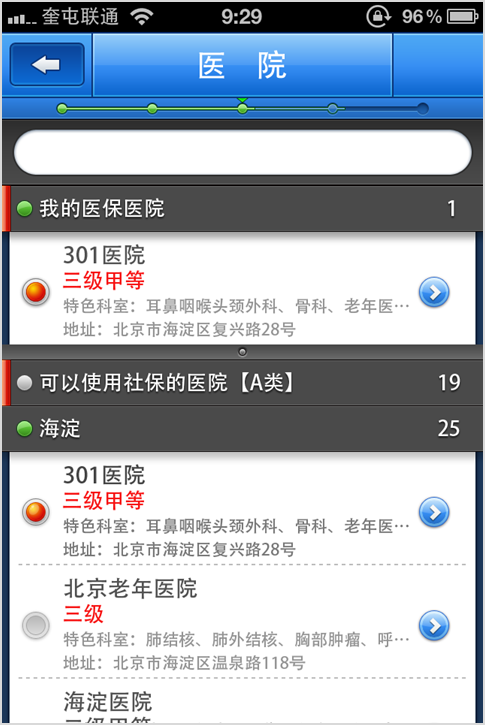 奎屯联通 9:29 96%
医 院
我的医保医院 1
301医院
三级甲等
特色科室：耳鼻咽喉头颈外科、骨科、老年医…
地址：北京市海淀区复兴路28号
可以使用社保的医院【A类】 19
海淀 25
301医院
三级甲等
特色科室：耳鼻咽喉头颈外科、骨科、老年医…
地址：北京市海淀区复兴路28号
北京老年医院
三级
特色科室：肺结核、肺外结核、胸部肿瘤、呼…
地址：北京市海淀区温泉路118号
海淀医院